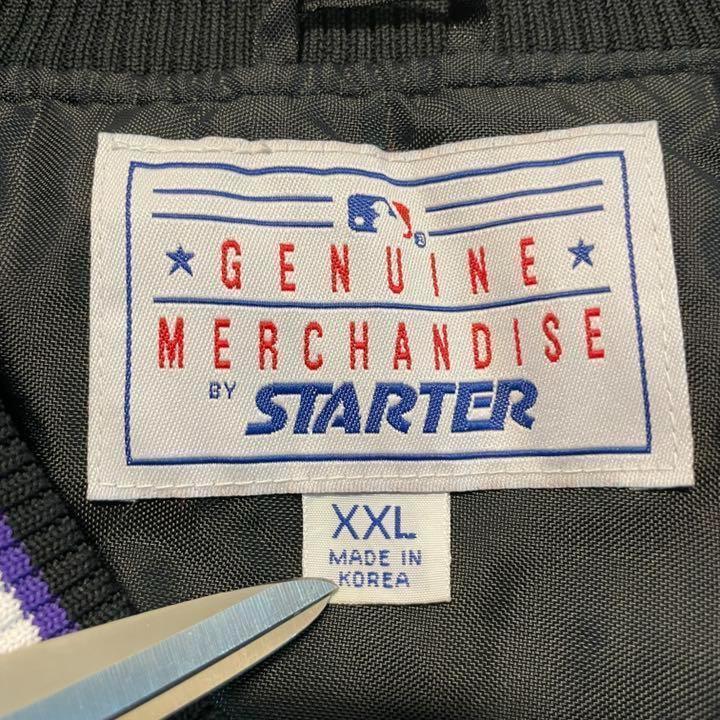 GENUINE
MERCHANDISE
BY STARTER
XXL
MADE IN
KOREA